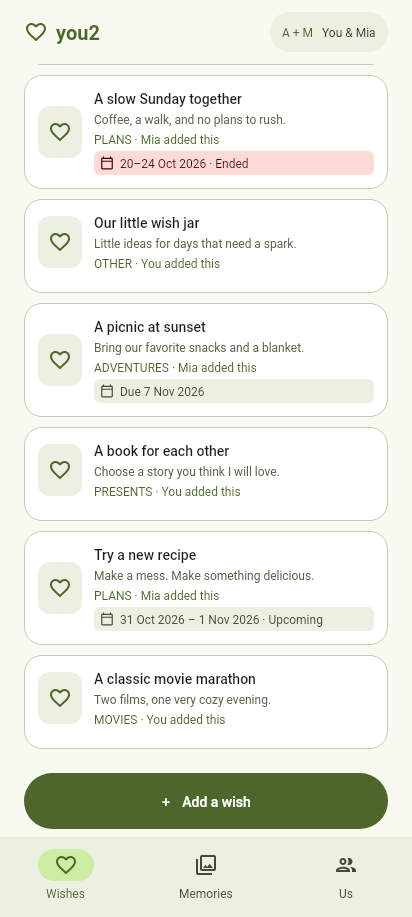 you2
A + M You & Mia
A slow Sunday together
Coffee, a walk, and no plans to rush.
PLANS · Mia added this
20–24 Oct 2026 · Ended
Our little wish jar
Little ideas for days that need a spark.
OTHER · You added this
A picnic at sunset
Bring our favorite snacks and a blanket.
ADVENTURES · Mia added this
Due 7 Nov 2026
A book for each other
Choose a story you think I will love.
PRESENTS · You added this
Try a new recipe
Make a mess. Make something delicious.
PLANS · Mia added this
31 Oct 2026 – 1 Nov 2026 · Upcoming
A classic movie marathon
Two films, one very cozy evening.
MOVIES · You added this
+ Add a wish
Wishes
Memories
Us